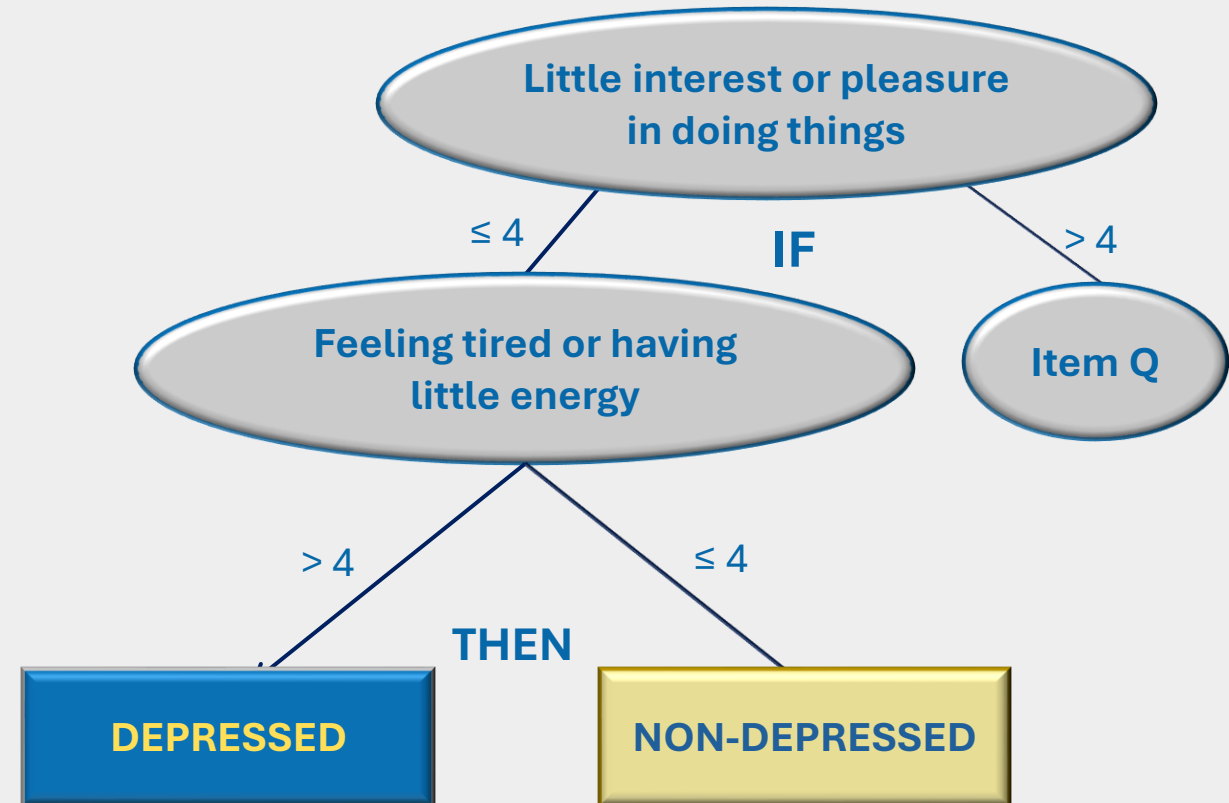 Little interest or pleasure
in doing things
≤ 4
IF
> 4
Feeling tired or having
little energy
Item Q
> 4
≤ 4
THEN
DEPRESSED
NON-DEPRESSED